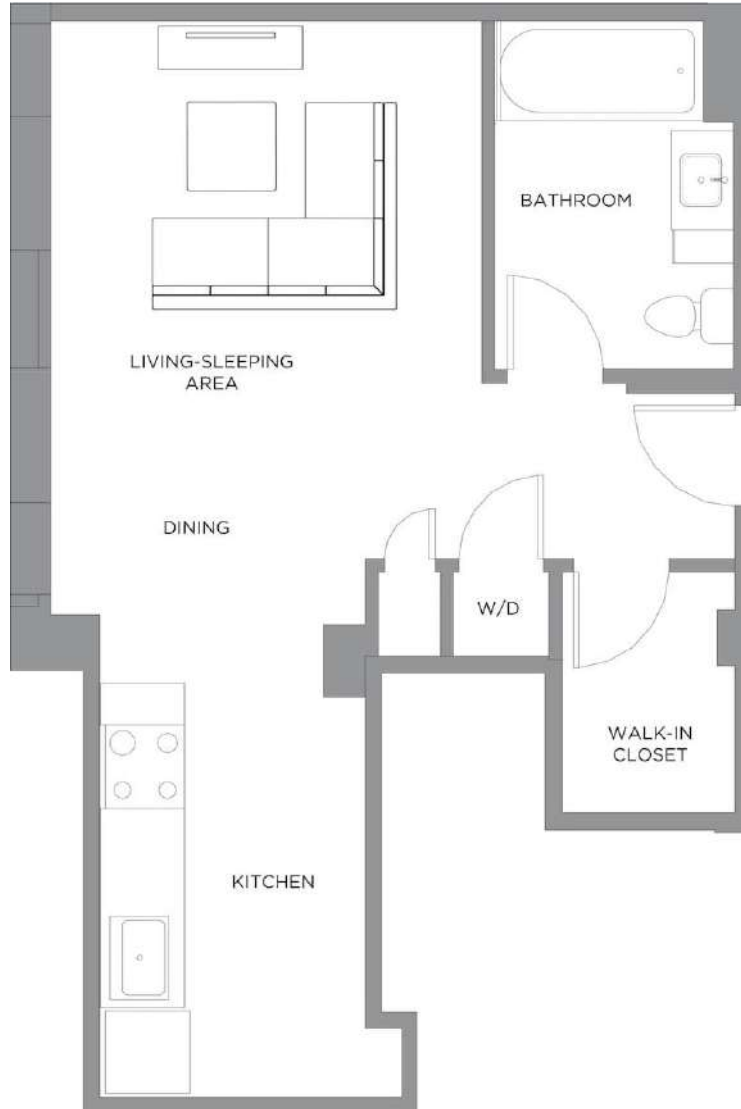 BATHROOM
LIVING-SLEEPING
AREA
DINING
W/D
WALK-IN
CLOSET
KITCHEN